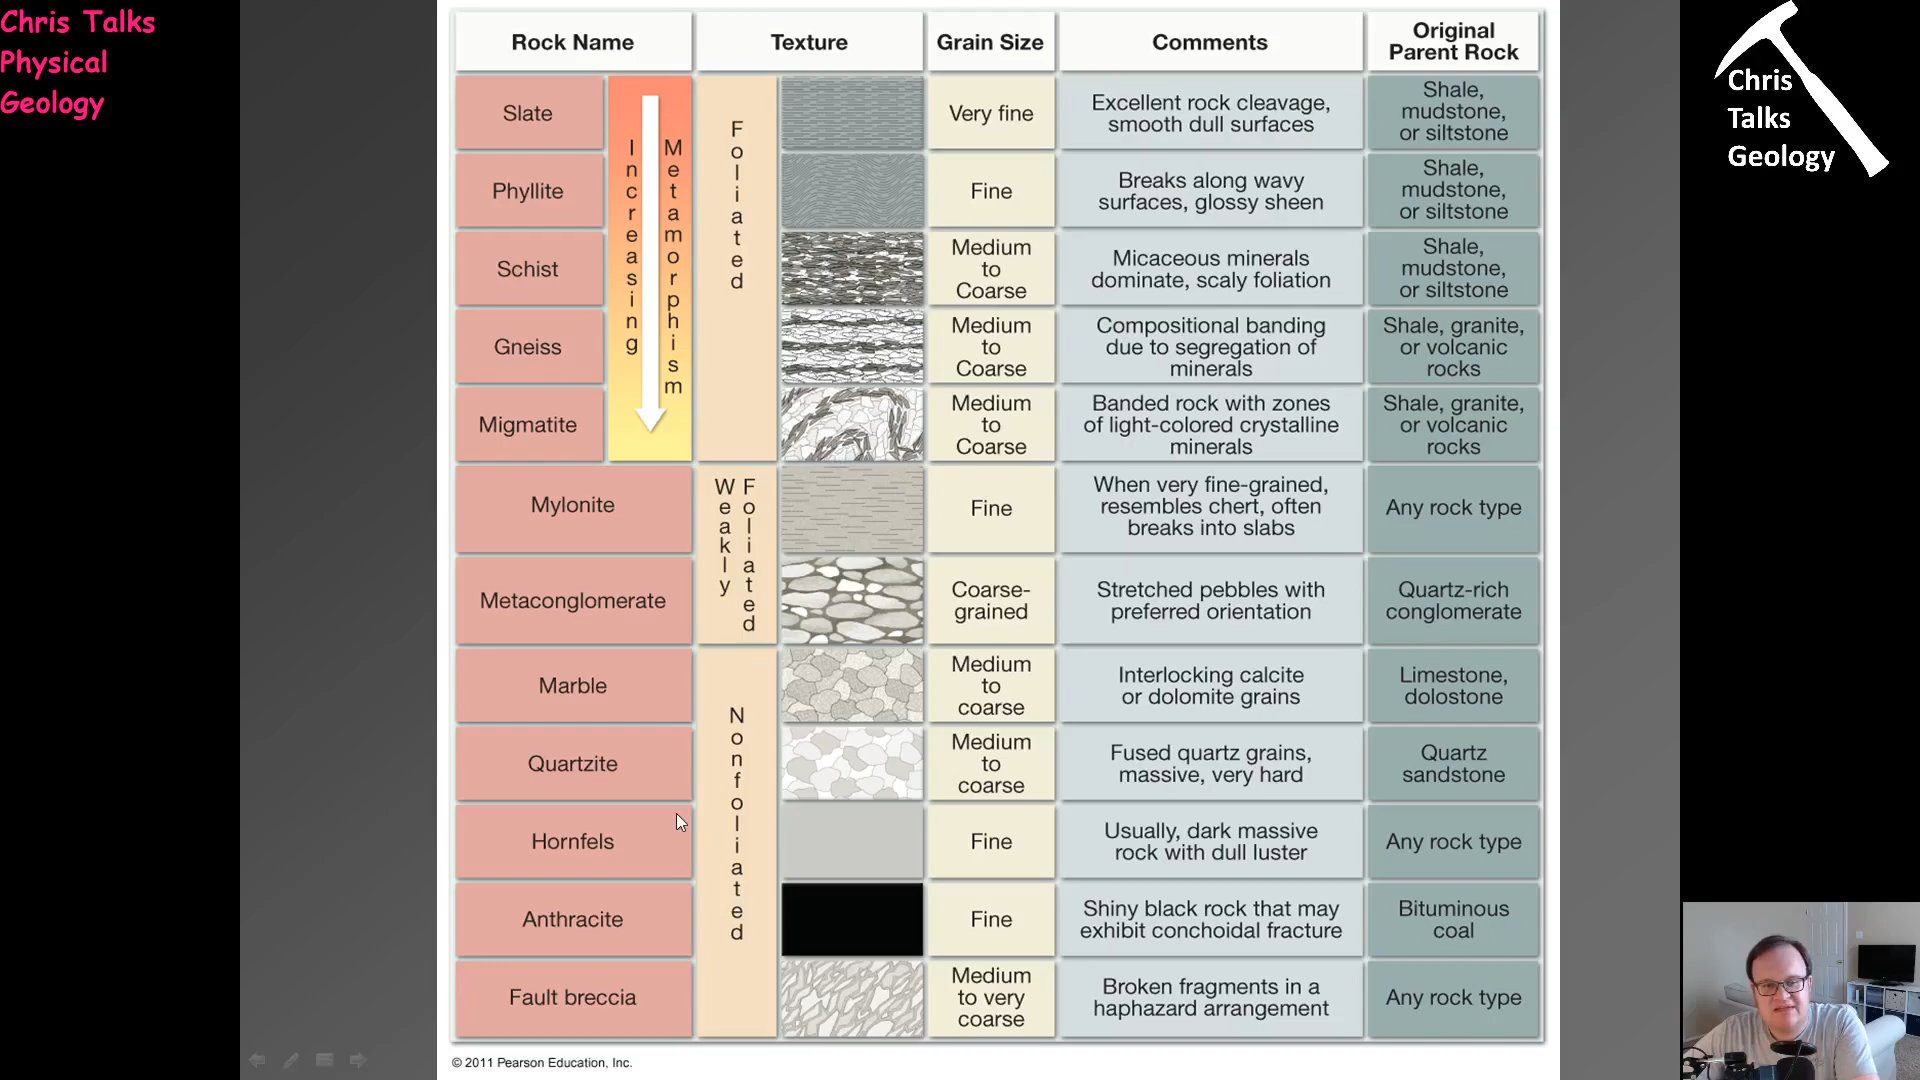 Chris Talks
Physical
Geology
Rock Name
Texture
Grain Size
Comments
Original
Parent Rock
Increasing
Metamorphism
Foliated
Slate
Very fine
Excellent rock cleavage,
smooth dull surfaces
Shale,
mudstone,
or siltstone
Phyllite
Fine
Breaks along wavy
surfaces, glossy sheen
Shale,
mudstone,
or siltstone
Schist
Medium
to
Coarse
Micaceous minerals
dominate, scaly foliation
Shale,
mudstone,
or siltstone
Gneiss
Medium
to
Coarse
Compositional banding
due to segregation of
minerals
Shale, granite,
or volcanic
rocks
Migmatite
Medium
to
Coarse
Banded rock with zones
of light-colored crystalline
minerals
Shale, granite,
or volcanic
rocks
Weakly
Foliated
Mylonite
Fine
When very fine-grained,
resembles chert, often
breaks into slabs
Any rock type
Metaconglomerate
Coarse-
grained
Stretched pebbles with
preferred orientation
Quartz-rich
conglomerate
Nonfoliated
Marble
Medium
to
coarse
Interlocking calcite
or dolomite grains
Limestone,
dolostone
Quartzite
Medium
to
coarse
Fused quartz grains,
massive, very hard
Quartz
sandstone
Hornfels
Fine
Usually, dark massive
rock with dull luster
Any rock type
Anthracite
Fine
Shiny black rock that may
exhibit conchoidal fracture
Bituminous
coal
Fault breccia
Medium
to very
coarse
Broken fragments in a
haphazard arrangement
Any rock type
© 2011 Pearson Education, Inc.
Chris
Talks
Geology